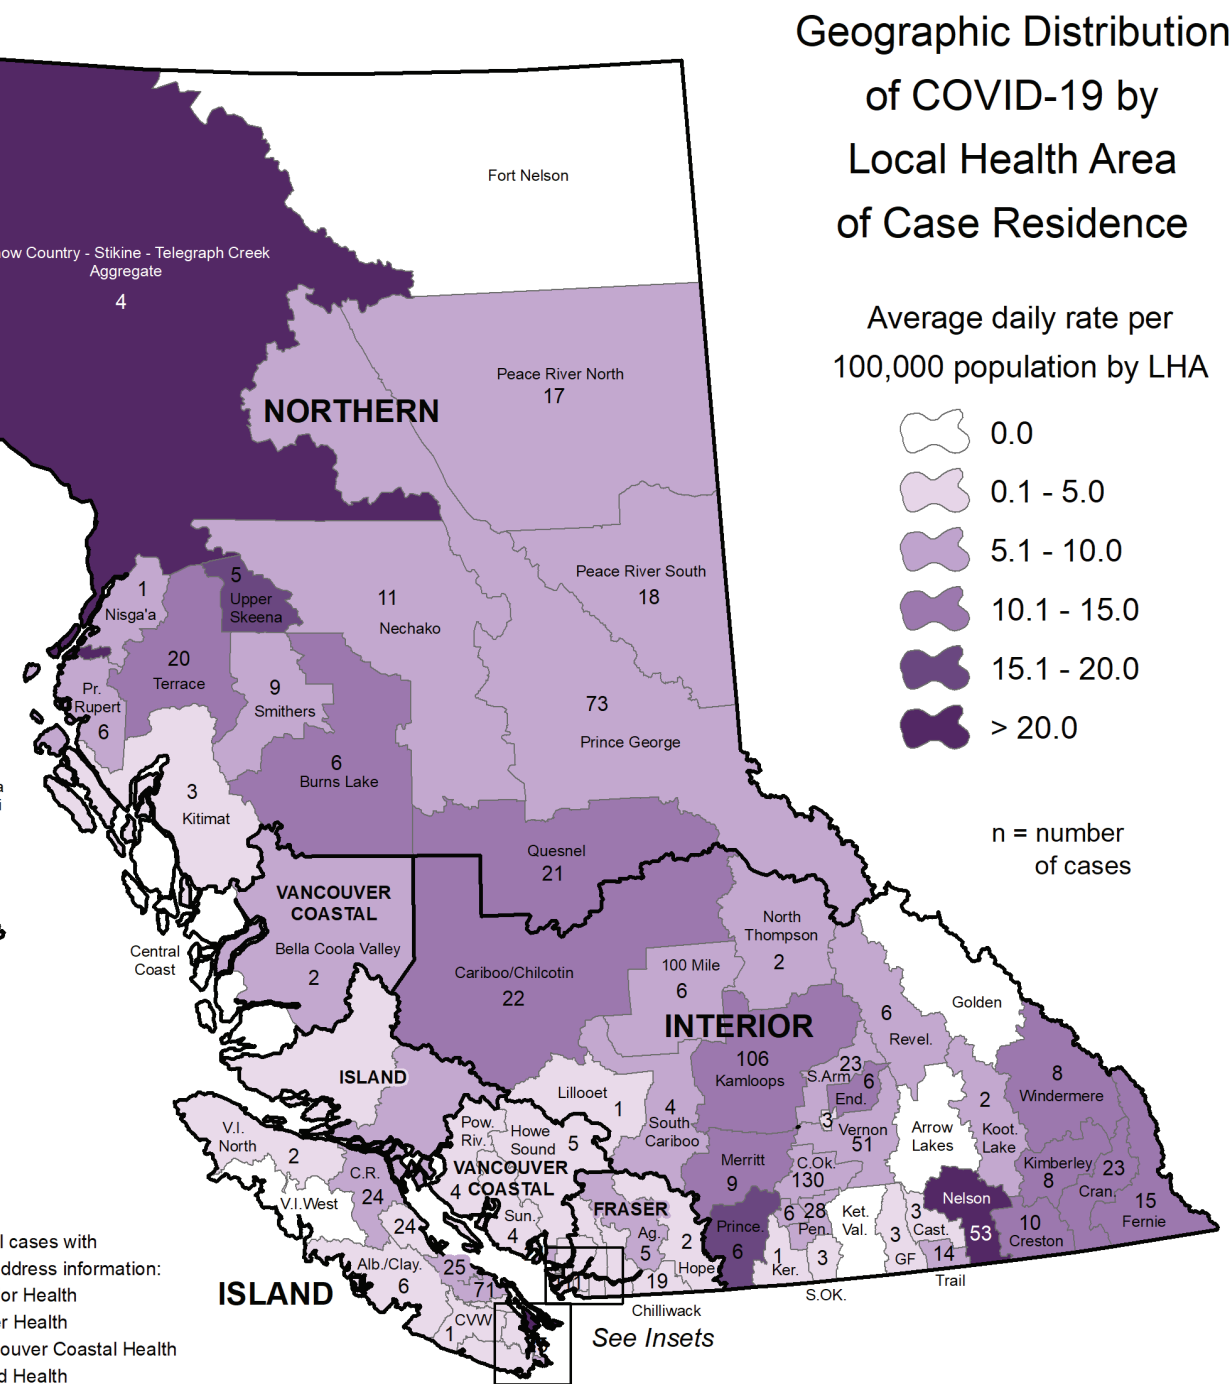 Geographic Distribution
of COVID-19 by
Local Health Area
of Case Residence
Average daily rate per
100,000 population by LHA
0.0
0.1 - 5.0
5.1 - 10.0
10.1 - 15.0
15.1 - 20.0
> 20.0
n = number
of cases
Fort Nelson
Country - Stikine - Telegraph Creek
Aggregate
4
Peace River North
17
NORTHERN
Peace River South
18
1
Nisga'a
5
Upper
Skeena
11
Nechako
20
Terrace
Pr.
Rupert
6
9
Smithers
73
Prince George
6
Burns Lake
3
Kitimat
Quesnel
21
VANCOUVER
COASTAL
Bella Coola Valley
2
Central
Coast
Cariboo/Chilcotin
22
North
Thompson
2
100 Mile
6
INTERIOR
Golden
6
Revel.
106
Kamloops
ISLAND
Lillooet
1
4
South
Cariboo
23
S.Arm
6
End.
3
Vernon
51
Arrow
Lakes
2
Koot.
Lake
8
Windermere
Kimberley
8
23
Cran.
15
Fernie
10
Creston
Nelson
53
Merritt
9
C.Ok.
130
Prince.
6
6
28
Pen.
Ket.
Val.
1
Ker.
3
S.OK.
3
GF
3
Cast.
14
Trail
V.I.
North
2
V.I.West
C.R.
24
24
Pow.
Riv.
Howe
Sound
5
VANCOUVER
COASTAL
4
Sun.
4
FRASER
Ag.
5
2
Hope
19
Chilliwack
Alb./Clay.
6
25
71
CVW
1
ISLAND
See Insets
cases with
address information:
Health
Health
Vancouver Coastal Health
Health